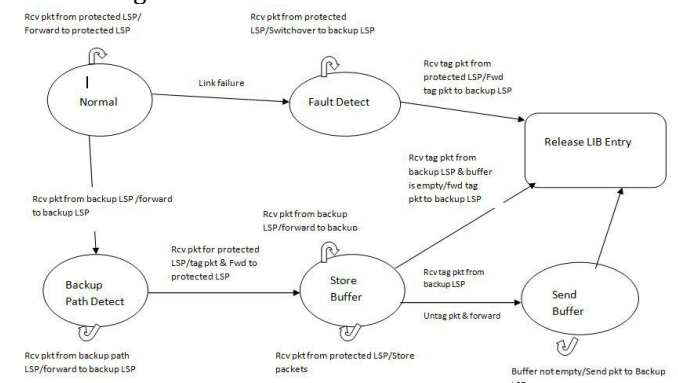 Rcv pkt from protected LSP/
Forward to protected LSP
Rcv pkt from protected
LSP/Switchover to backup LSP
Normal
Link failure
Fault Detect
Rcv tag pkt from
protected LSP/Fwd
tag pkt to backup LSP
Release LIB Entry
Rcv tag pkt from
backup LSP & buffer
is empty/fwd tag
pkt to backup LSP
Rcv pkt from backup LSP /forward
to backup LSP
Rcv pkt from backup
LSP/forward to backup
Rcv pkt for protected
LSP/tag pkt & Fwd to
protected LSP
Backup
Path Detect
Store
Buffer
Rcv tag pkt from
backup LSP
Untag pkt & forward
Send
Buffer
Rcv pkt from backup path
LSP/forward to backup LSP
Rcv pkt from protected LSP/Store
packets
Buffer not empty/Send pkt to Backup